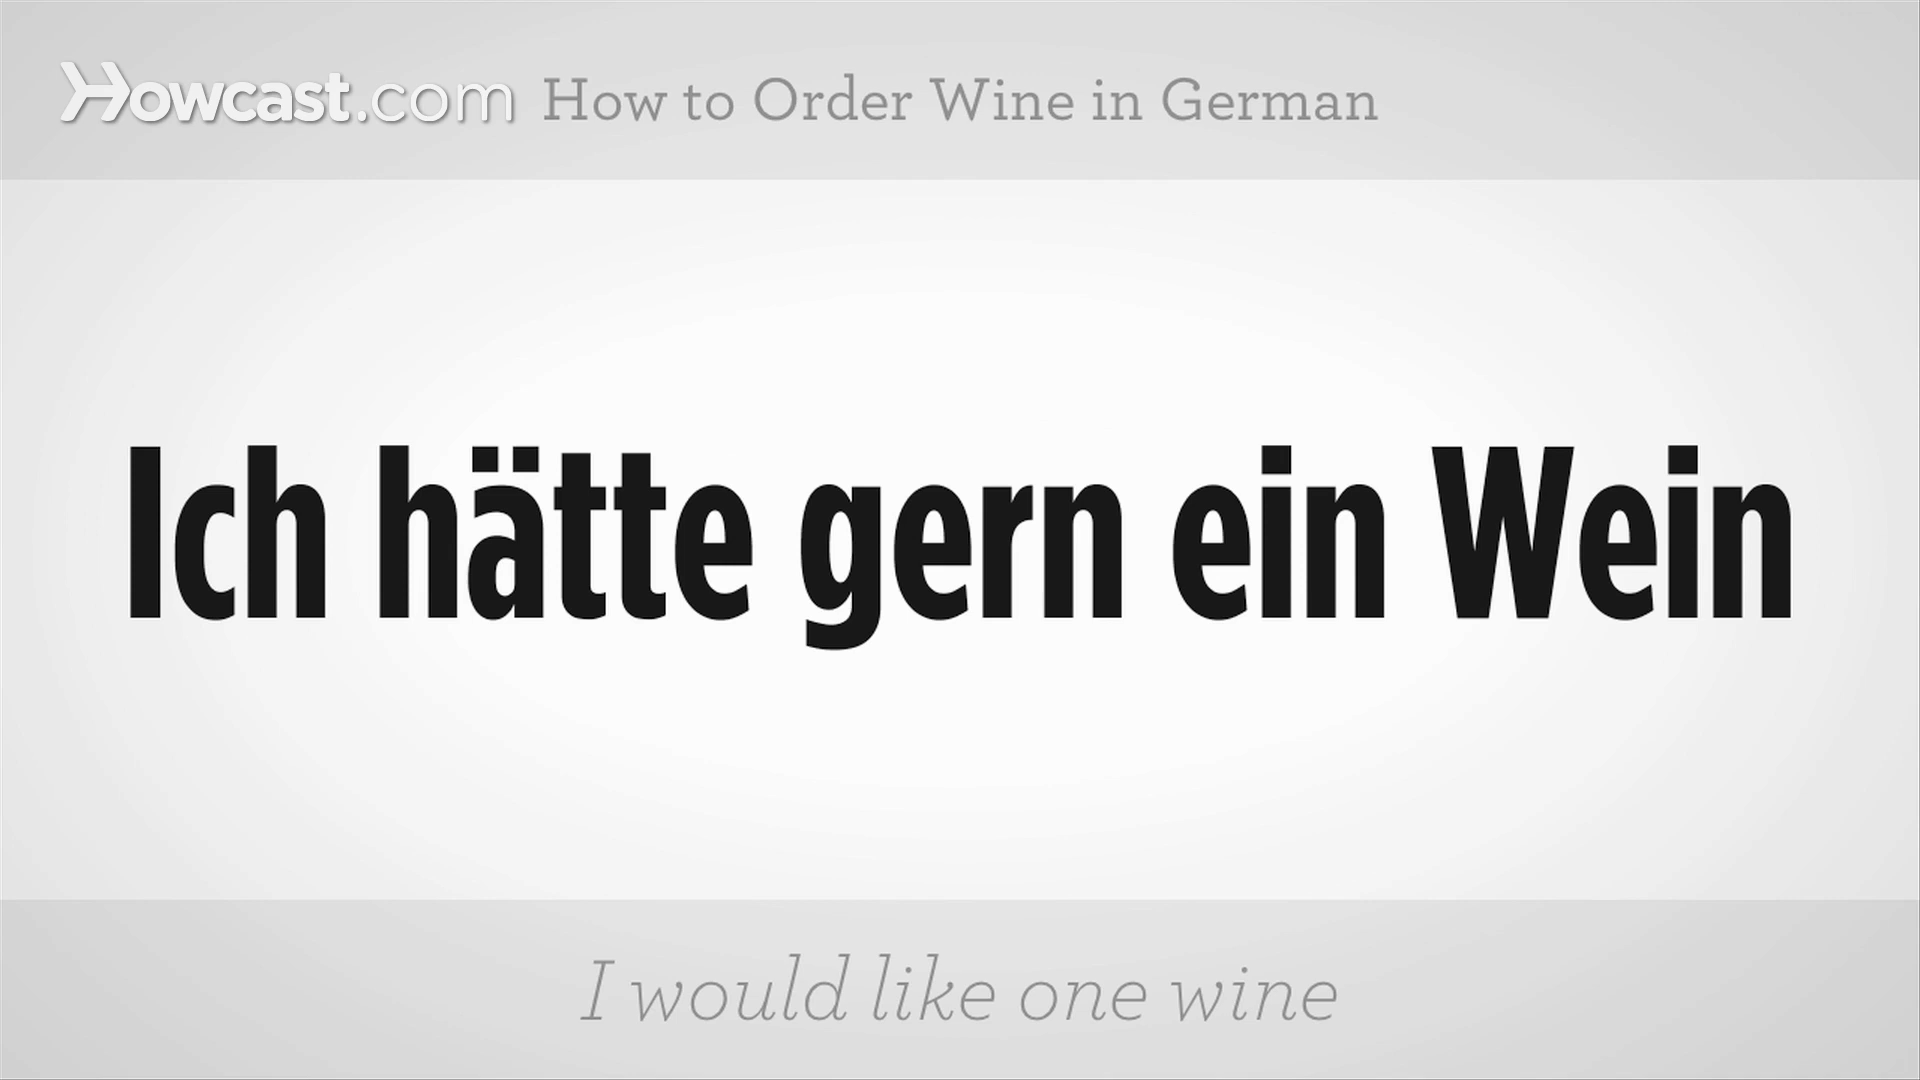 Howcast.com How to Order Wine in German
Ich hätte gern ein Wein
I would like one wine